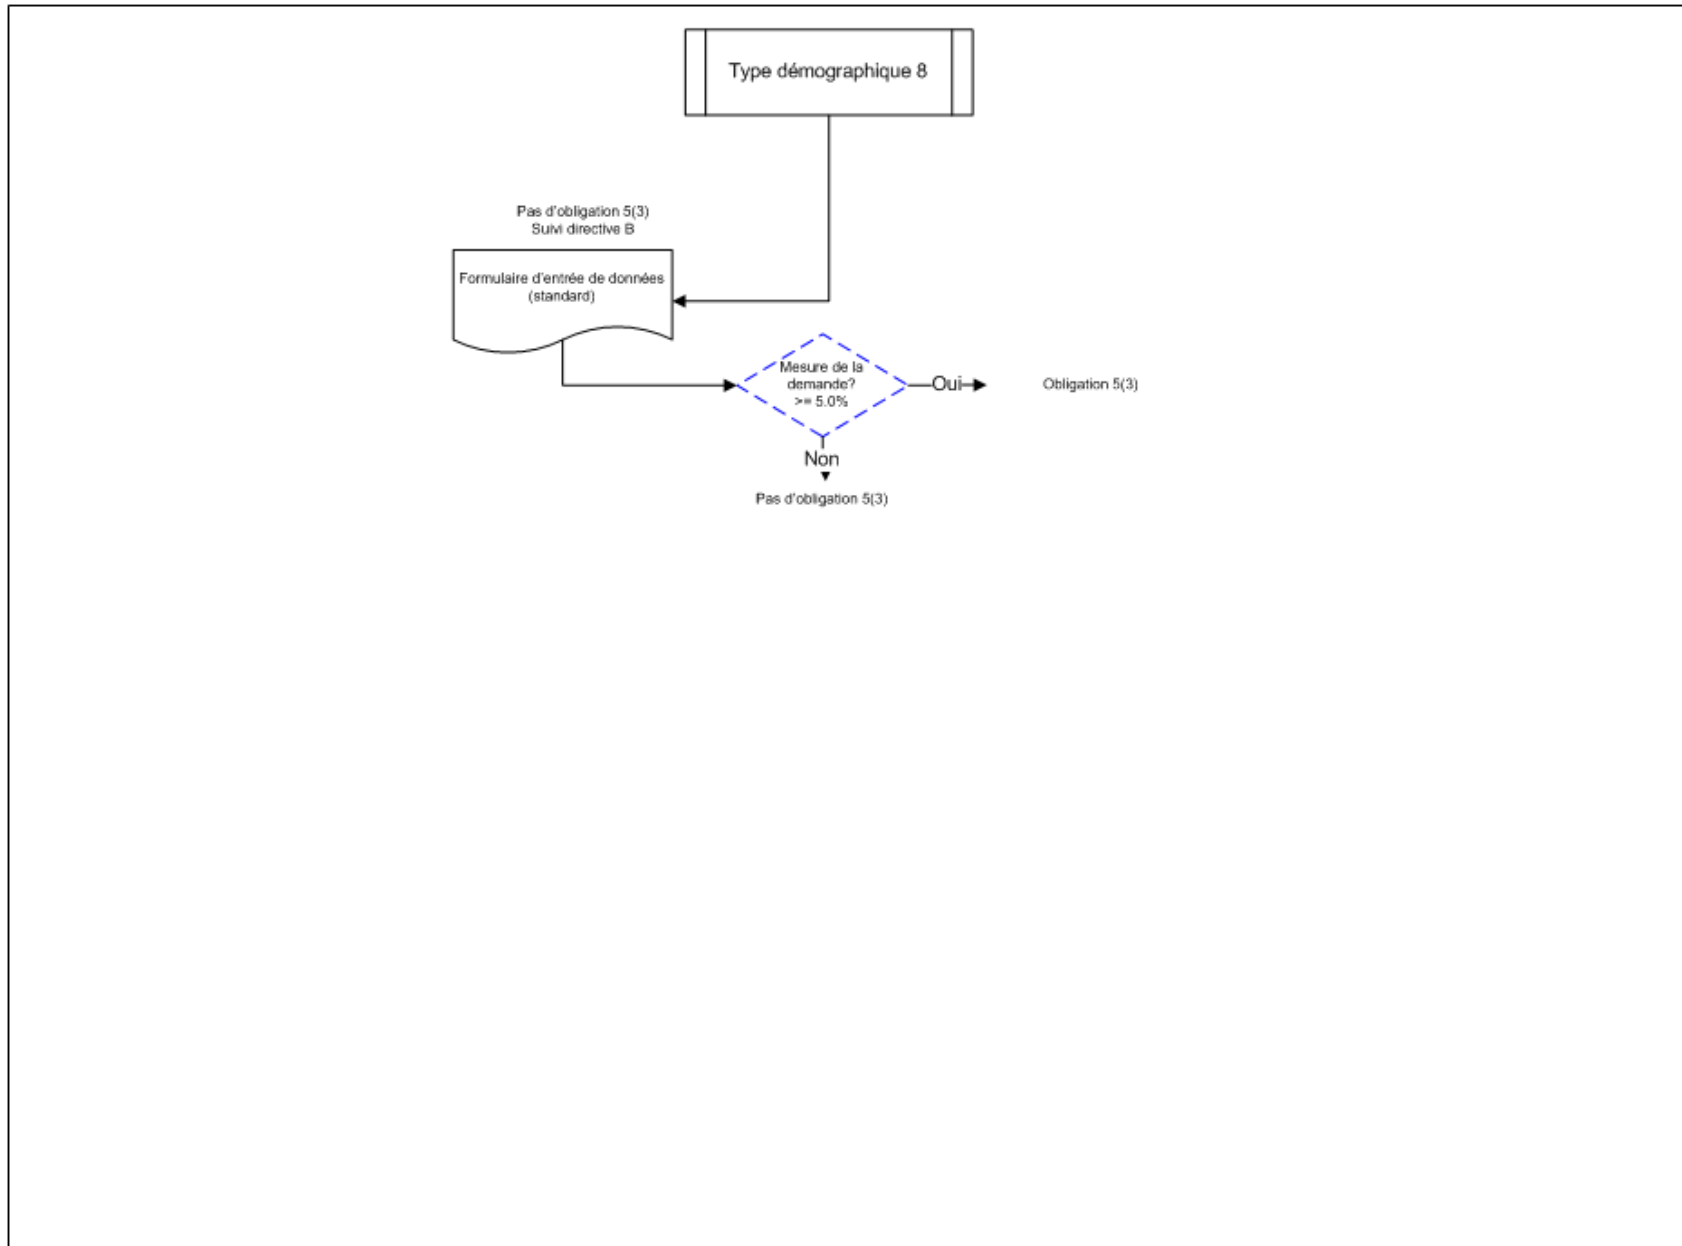 Type démographique 8
Pas d'obligation 5(3)
Suivi directive B
Formulaire d'entrée de données
(standard)
Mesure de la
demande?
>= 5.0%
Oui
Obligation 5(3)
Non
Pas d'obligation 5(3)